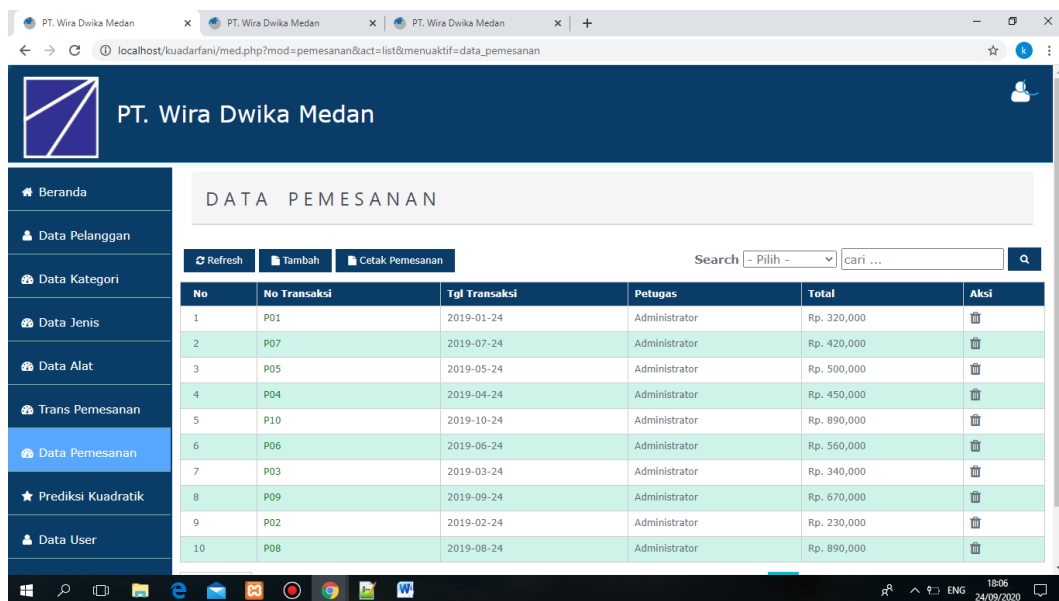 PT. Wira Dwika Medan
PT. Wira Dwika Medan
PT. Wira Dwika Medan
localhost/kuadarfani/med.php?mod=pemesanan&act=list&menuaktif=data_pemesanan
k
PT. Wira Dwika Medan
Beranda
Data Pelanggan
Data Kategori
Data Jenis
Data Alat
Trans Pemesanan
Data Pemesanan
Prediksi Kuadratik
Data User
DATA PEMESANAN
Refresh Tambah Cetak Pemesanan Search - Pilih - cari ...
No No Transaksi Tgl Transaksi Petugas Total Aksi
1 P01 2019-01-24 Administrator Rp. 320,000
2 P07 2019-07-24 Administrator Rp. 420,000
3 P05 2019-05-24 Administrator Rp. 500,000
4 P04 2019-04-24 Administrator Rp. 450,000
5 P10 2019-10-24 Administrator Rp. 890,000
6 P06 2019-06-24 Administrator Rp. 560,000
7 P03 2019-03-24 Administrator Rp. 340,000
8 P09 2019-09-24 Administrator Rp. 670,000
9 P02 2019-02-24 Administrator Rp. 230,000
10 P08 2019-08-24 Administrator Rp. 890,000
ENG
18:06
24/09/2020